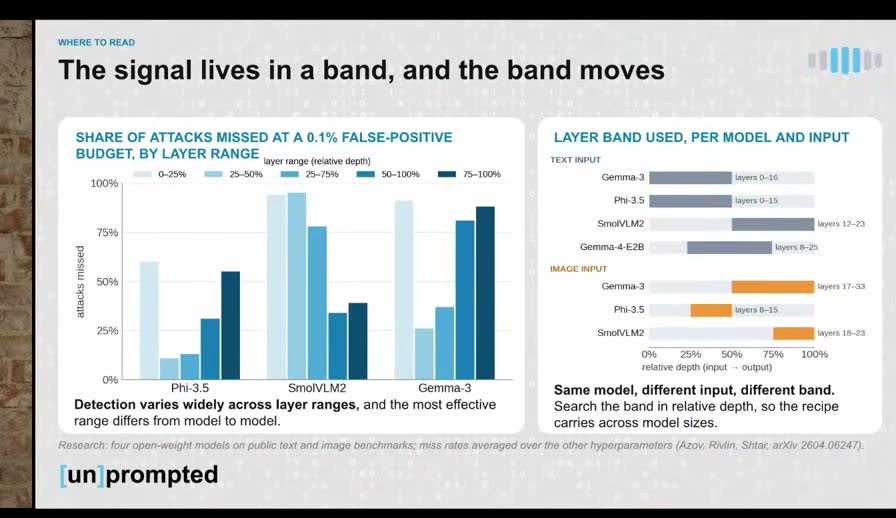 WHERE TO READ
The signal lives in a band, and the band moves
SHARE OF ATTACKS MISSED AT A 0.1% FALSE-POSITIVE
BUDGET, BY LAYER RANGE
layer range (relative depth)
0–25%
25–50%
25–75%
50–100%
75–100%
100%
75%
50%
25%
0%
attacks missed
Phi-3.5
SmolVLM2
Gemma-3
Detection varies widely across layer ranges, and the most effective
range differs from model to model.
LAYER BAND USED, PER MODEL AND INPUT
TEXT INPUT
Gemma-3 layers 0–16
Phi-3.5 layers 0–15
SmolVLM2 layers 12–23
Gemma-4-E2B layers 8–25
IMAGE INPUT
Gemma-3 layers 17–33
Phi-3.5 layers 8–15
SmolVLM2 layers 18–23
0% 25% 50% 75% 100%
relative depth (input → output)
Same model, different input, different band.
Search the band in relative depth, so the recipe
carries across model sizes.
Research: four open-weight models on public text and image benchmarks; miss rates averaged over the other hyperparameters (Azov, Rivlin, Shtar, arXiv 2604.06247).
[un]prompted